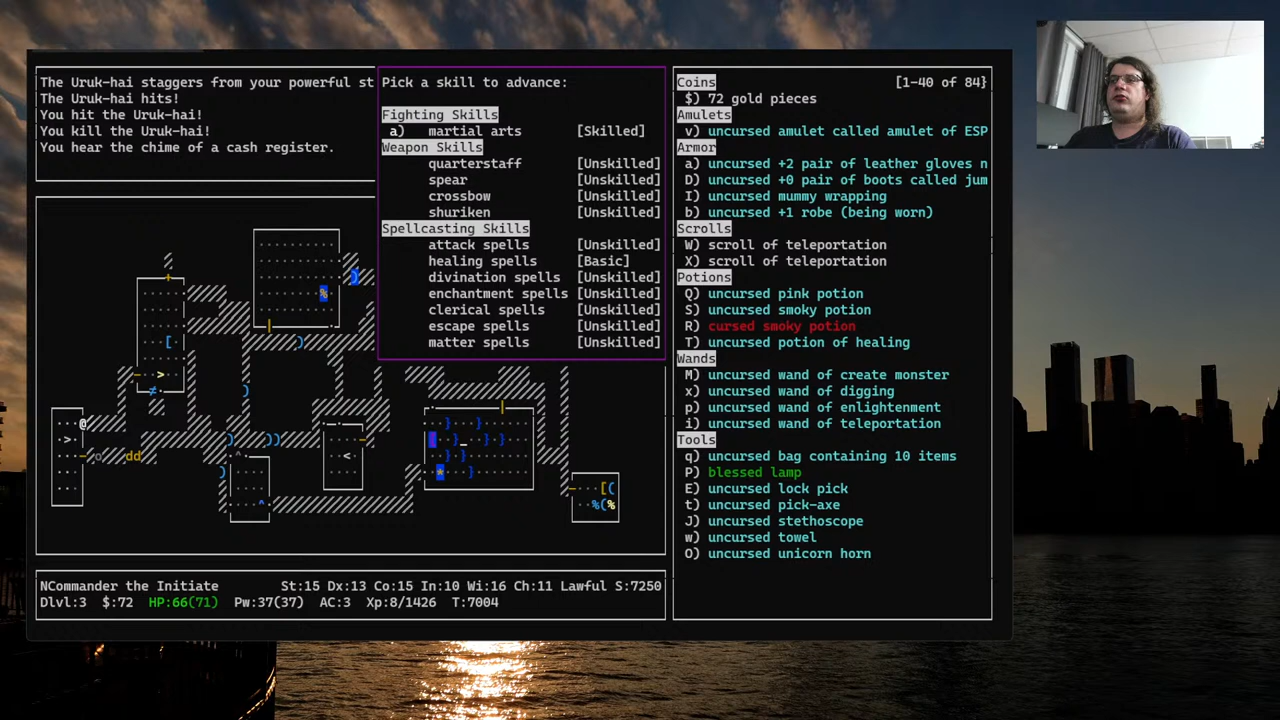 The Uruk-hai staggers from your powerful st
The Uruk-hai hits!
You hit the Uruk-hai!
You kill the Uruk-hai!
You hear the chime of a cash register.
Pick a skill to advance:
Fighting Skills
a) martial arts [Skilled]
Weapon Skills
quarterstaff [Unskilled]
spear [Unskilled]
crossbow [Unskilled]
shuriken [Unskilled]
Spellcasting Skills
attack spells [Unskilled]
healing spells [Basic]
divination spells [Unskilled]
enchantment spells [Unskilled]
clerical spells [Unskilled]
escape spells [Unskilled]
matter spells [Unskilled]
NCommander the Initiate St:15 Dx:13 Co:15 In:10 Wi:16 Ch:11 Lawful S:7250
Dlvl:3 $:72 HP:66(71) Pw:37(37) AC:3 Xp:8/1426 T:7004
Coins [1-40 of 84}
$) 72 gold pieces
Amulets
v) uncursed amulet called amulet of ESP
Armor
a) uncursed +2 pair of leather gloves n
D) uncursed +0 pair of boots called jum
I) uncursed mummy wrapping
b) uncursed +1 robe (being worn)
Scrolls
W) scroll of teleportation
X) scroll of teleportation
Potions
Q) uncursed pink potion
S) uncursed smoky potion
R) cursed smoky potion
T) uncursed potion of healing
Wands
M) uncursed wand of create monster
x) uncursed wand of digging
p) uncursed wand of enlightenment
i) uncursed wand of teleportation
Tools
q) uncursed bag containing 10 items
P) blessed lamp
E) uncursed lock pick
t) uncursed pick-axe
J) uncursed stethoscope
w) uncursed towel
O) uncursed unicorn horn